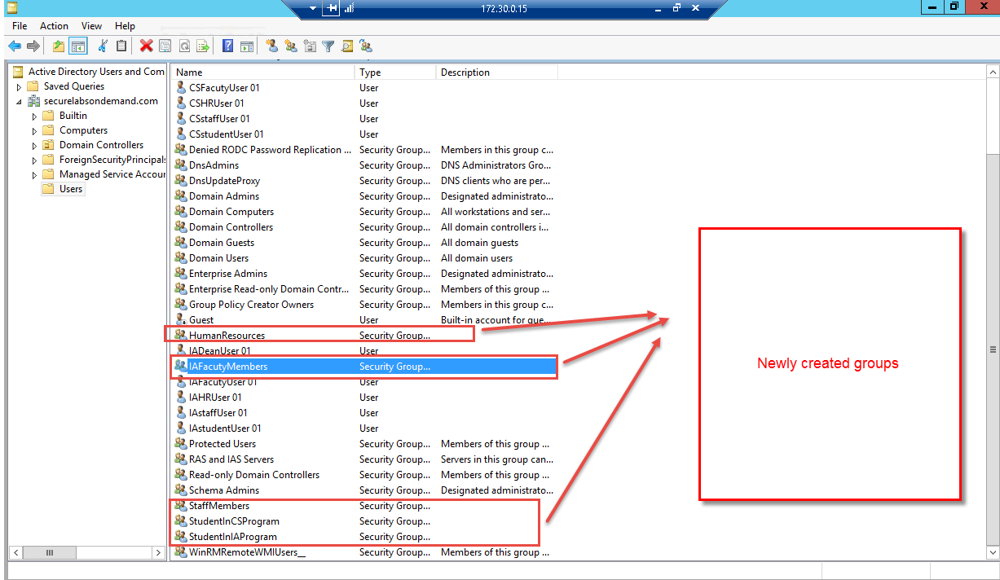 172.30.0.15
File Action View Help
Active Directory Users and Com
Saved Queries
securelabsondemand.com
Builtin
Computers
Domain Controllers
ForeignSecurityPrincipals
Managed Service Accour
Users
Name Type Description
CSFacutyUser 01 User
CSHRUser 01 User
CSstaffUser 01 User
CSstudentUser 01 User
Denied RODC Password Replication ... Security Group... Members in this group c...
DnsAdmins Security Group... DNS Administrators Gro...
DnsUpdateProxy Security Group... DNS clients who are per...
Domain Admins Security Group... Designated administrato...
Domain Computers Security Group... All workstations and ser...
Domain Controllers Security Group... All domain controllers i...
Domain Guests Security Group... All domain guests
Domain Users Security Group... All domain users
Enterprise Admins Security Group... Designated administrato...
Enterprise Read-only Domain Contr... Security Group... Members of this group ...
Group Policy Creator Owners Security Group... Members in this group c...
Guest User Built-in account for gue...
HumanResources Security Group...
IADeanUser 01 User
IAFacutyMembers Security Group...
IAFacutyUser 01 User
IAHRUser 01 User
IAstaffUser 01 User
IAstudentUser 01 User
Protected Users Security Group... Members of this group ...
RAS and IAS Servers Security Group... Servers in this group can...
Read-only Domain Controllers Security Group... Members of this group ...
Schema Admins Security Group... Designated administrato...
StaffMembers Security Group...
StudentInCSProgram Security Group...
StudentInIAProgram Security Group...
WinRMRemoteWMIUsers__ Security Group... Members of this group ...
Newly created groups